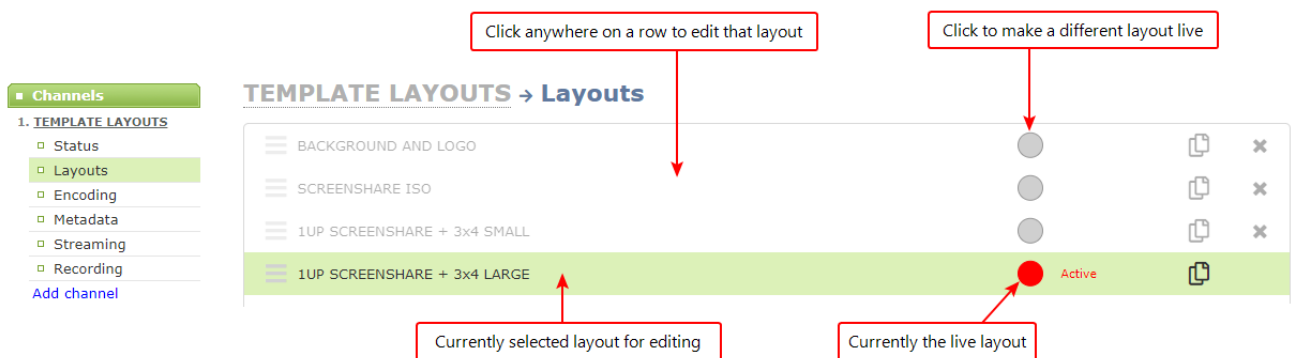 Click anywhere on a row to edit that layout
Click to make a different layout live
Channels
TEMPLATE LAYOUTS → Layouts
1. TEMPLATE LAYOUTS
Status
Layouts
Encoding
Metadata
Streaming
Recording
Add channel
BACKGROUND AND LOGO
SCREENSHARE ISO
1UP SCREENSHARE + 3x4 SMALL
1UP SCREENSHARE + 3x4 LARGE
Active
Currently selected layout for editing
Currently the live layout